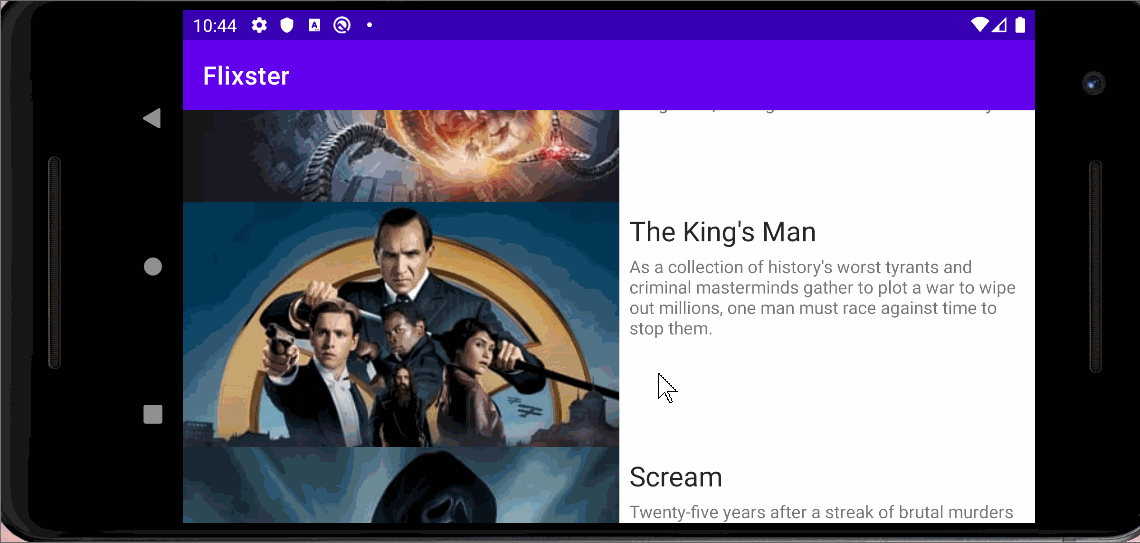 10:44
Flixster
The King's Man
As a collection of history's worst tyrants and
criminal masterminds gather to plot a war to wipe
out millions, one man must race against time to
stop them.
Scream
Twenty-five years after a streak of brutal murders